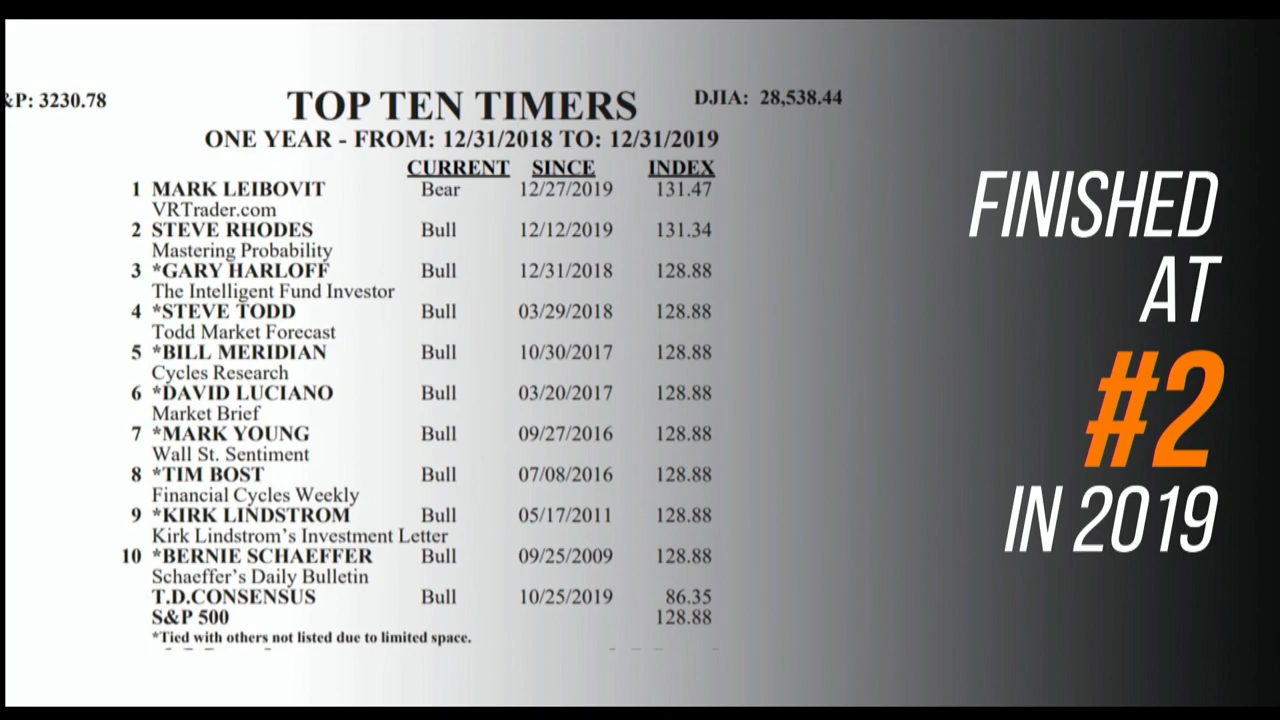 &P: 3230.78
TOP TEN TIMERS
DJIA: 28,538.44
ONE YEAR - FROM: 12/31/2018 TO: 12/31/2019
CURRENT SINCE INDEX
1 MARK LEIBOVIT Bear 12/27/2019 131.47
VRTrader.com
2 STEVE RHODES Bull 12/12/2019 131.34
Mastering Probability
3 *GARY HARLOFF Bull 12/31/2018 128.88
The Intelligent Fund Investor
4 *STEVE TODD Bull 03/29/2018 128.88
Todd Market Forecast
5 *BILL MERIDIAN Bull 10/30/2017 128.88
Cycles Research
6 *DAVID LUCIANO Bull 03/20/2017 128.88
Market Brief
7 *MARK YOUNG Bull 09/27/2016 128.88
Wall St. Sentiment
8 *TIM BOST Bull 07/08/2016 128.88
Financial Cycles Weekly
9 *KIRK LINDSTROM Bull 05/17/2011 128.88
Kirk Lindstrom's Investment Letter
10 *BERNIE SCHAEFFER Bull 09/25/2009 128.88
Schaeffer's Daily Bulletin
T.D.CONSENSUS Bull 10/25/2019 86.35
S&P 500 128.88
*Tied with others not listed due to limited space.
FINISHED
AT
#2
IN 2019